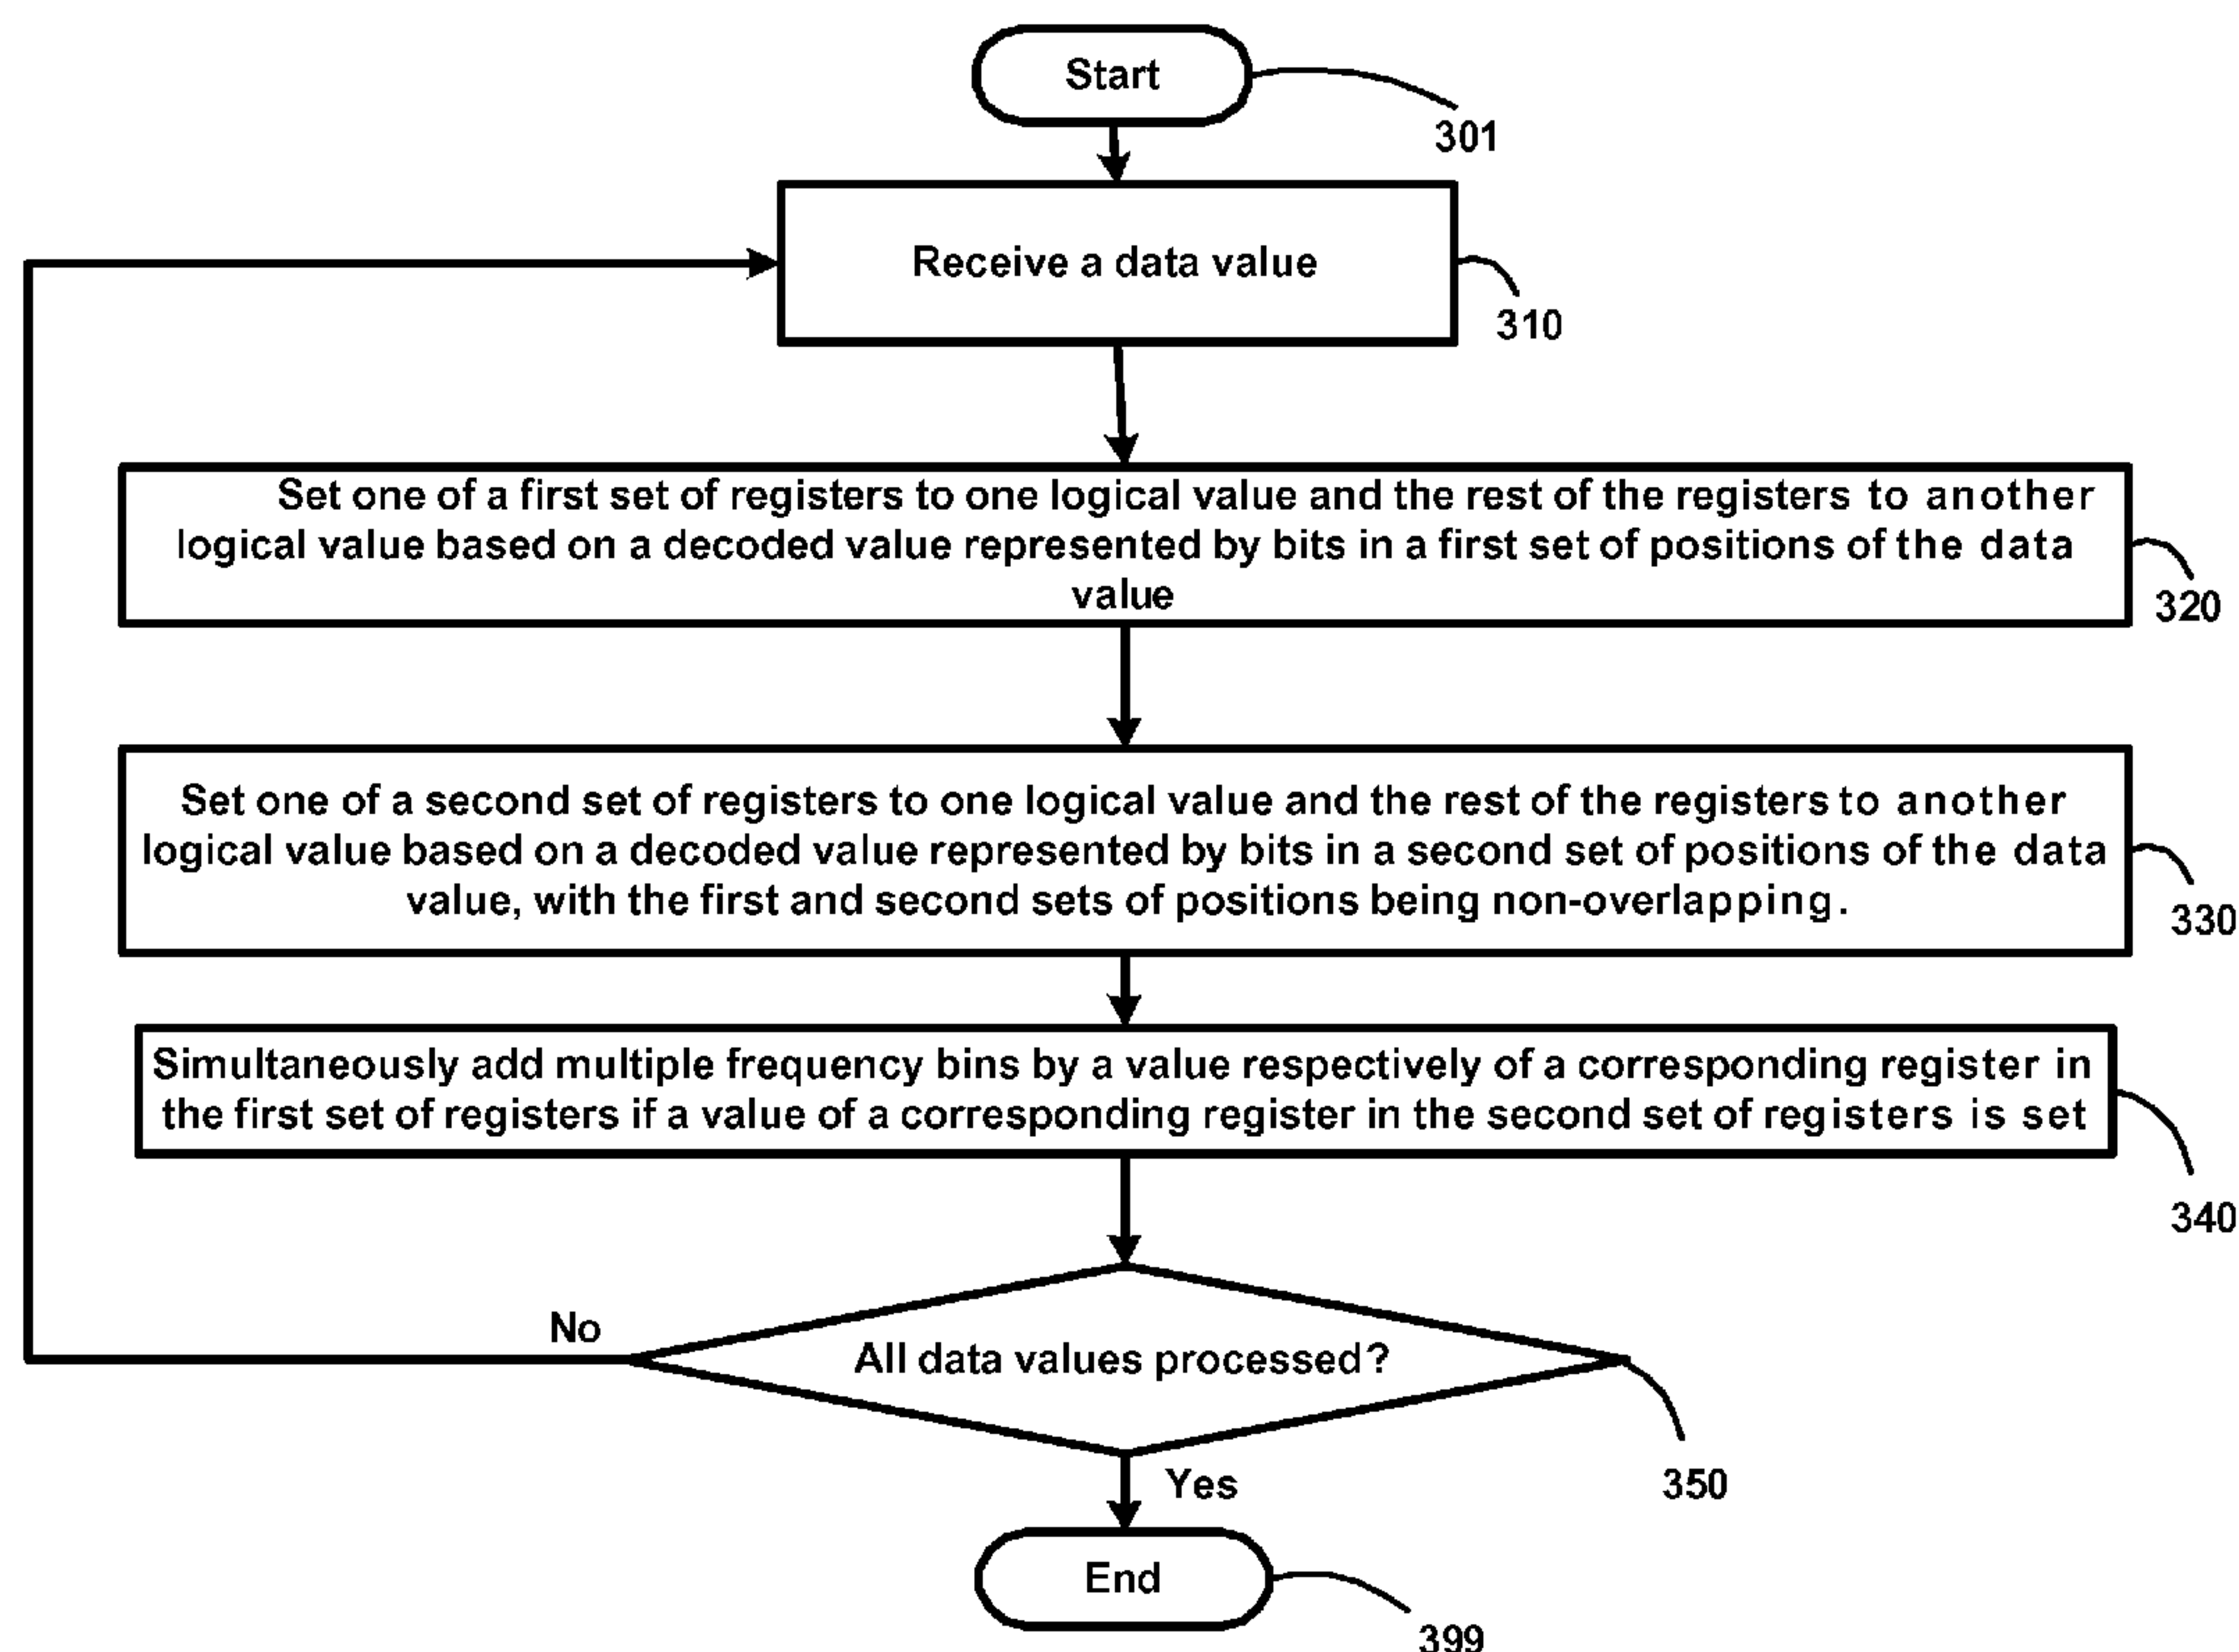 Start
301
Receive a data value
310
Set one of a first set of registers to one logical value and the rest of the registers to another
logical value based on a decoded value represented by bits in a first set of positions of the data
value
320
Set one of a second set of registers to one logical value and the rest of the registers to another
logical value based on a decoded value represented by bits in a second set of positions of the data
value, with the first and second sets of positions being non-overlapping.
330
Simultaneously add multiple frequency bins by a value respectively of a corresponding register in
the first set of registers if a value of a corresponding register in the second set of registers is set
340
No
All data values processed?
350
Yes
End
399